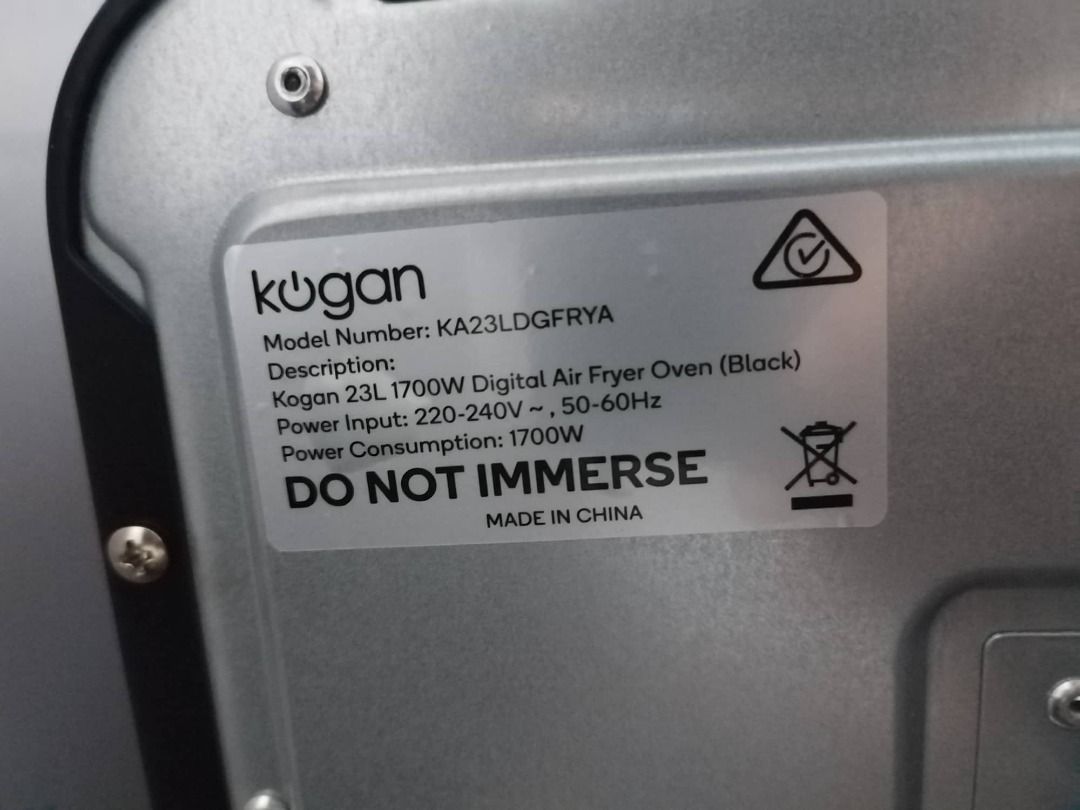 kogan
Model Number: KA23LDGFRYA
Description:
Kogan 23L 1700W Digital Air Fryer Oven (Black)
Power Input: 220-240V ~ , 50-60Hz
Power Consumption: 1700W
DO NOT IMMERSE
MADE IN CHINA